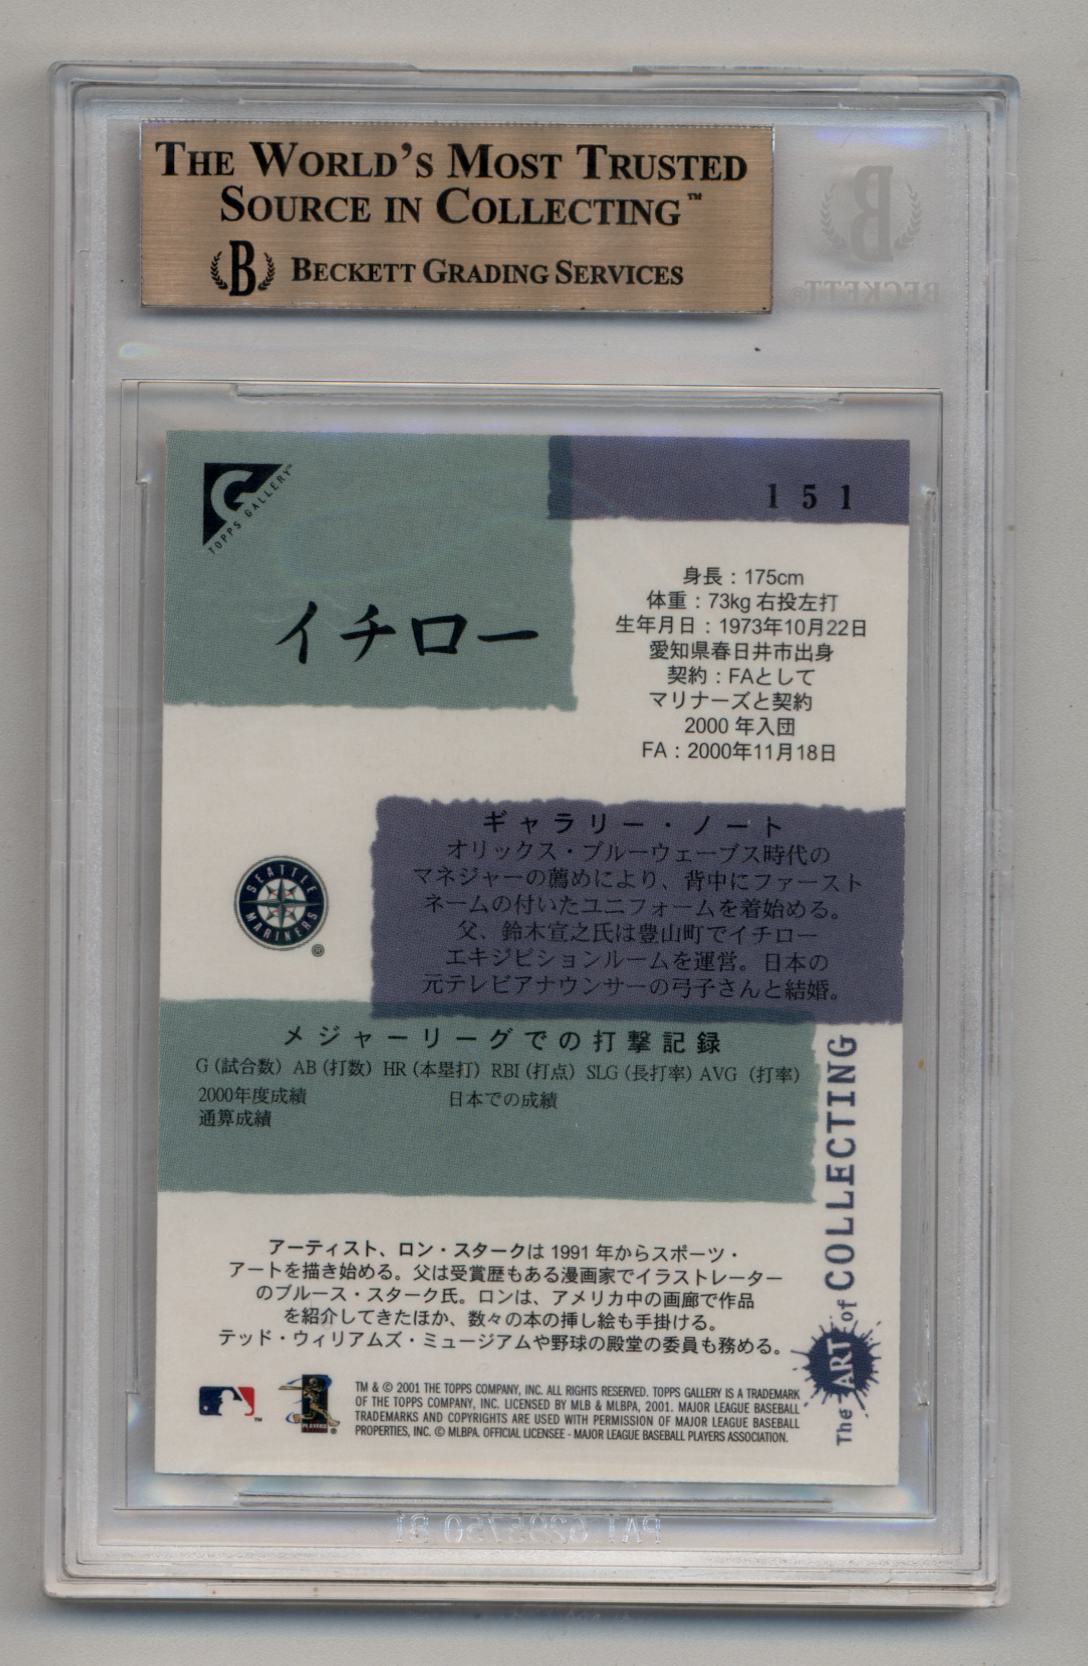 THE WORLD'S MOST TRUSTED
SOURCE IN COLLECTING™
B BECKETT GRADING SERVICES
B
BECKETT®
G
TOPPS GALLERY™
151
イチロー
身長：175cm
体重：73kg 右投左打
生年月日：1973年10月22日
愛知県春日井市出身
契約：FAとして
マリナーズと契約
2000 年入団
FA：2000年11月18日
ギャラリー・ノート
オリックス・ブルーウェーブス時代の
マネジャーの薦めにより、背中にファースト
ネームの付いたユニフォームを着始める。
父、鈴木宣之氏は豊山町でイチロー
エキジビションルームを運営。日本の
元テレビアナウンサーの弓子さんと結婚。
SEATTLE
MARINERS
®
メジャーリーグでの打撃記録
G (試合数) AB (打数) HR (本塁打) RBI (打点) SLG (長打率) AVG (打率)
2000年度成績 日本での成績
通算成績
The ART of COLLECTING
アーティスト、ロン・スタークは 1991 年からスポーツ・
アートを描き始める。父は受賞歴もある漫画家でイラストレーター
のブルース・スターク氏。ロンは、アメリカ中の画廊で作品
を紹介してきたほか、数々の本の挿し絵も手掛ける。
テッド・ウィリアムズ・ミュージアムや野球の殿堂の委員も務める。
PLAYERS
TM & © 2001 THE TOPPS COMPANY, INC. ALL RIGHTS RESERVED. TOPPS GALLERY IS A TRADEMARK
OF THE TOPPS COMPANY, INC. LICENSED BY MLB & MLBPA, 2001. MAJOR LEAGUE BASEBALL
TRADEMARKS AND COPYRIGHTS ARE USED WITH PERMISSION OF MAJOR LEAGUE BASEBALL
PROPERTIES, INC. © MLBPA. OFFICIAL LICENSEE - MAJOR LEAGUE BASEBALL PLAYERS ASSOCIATION.